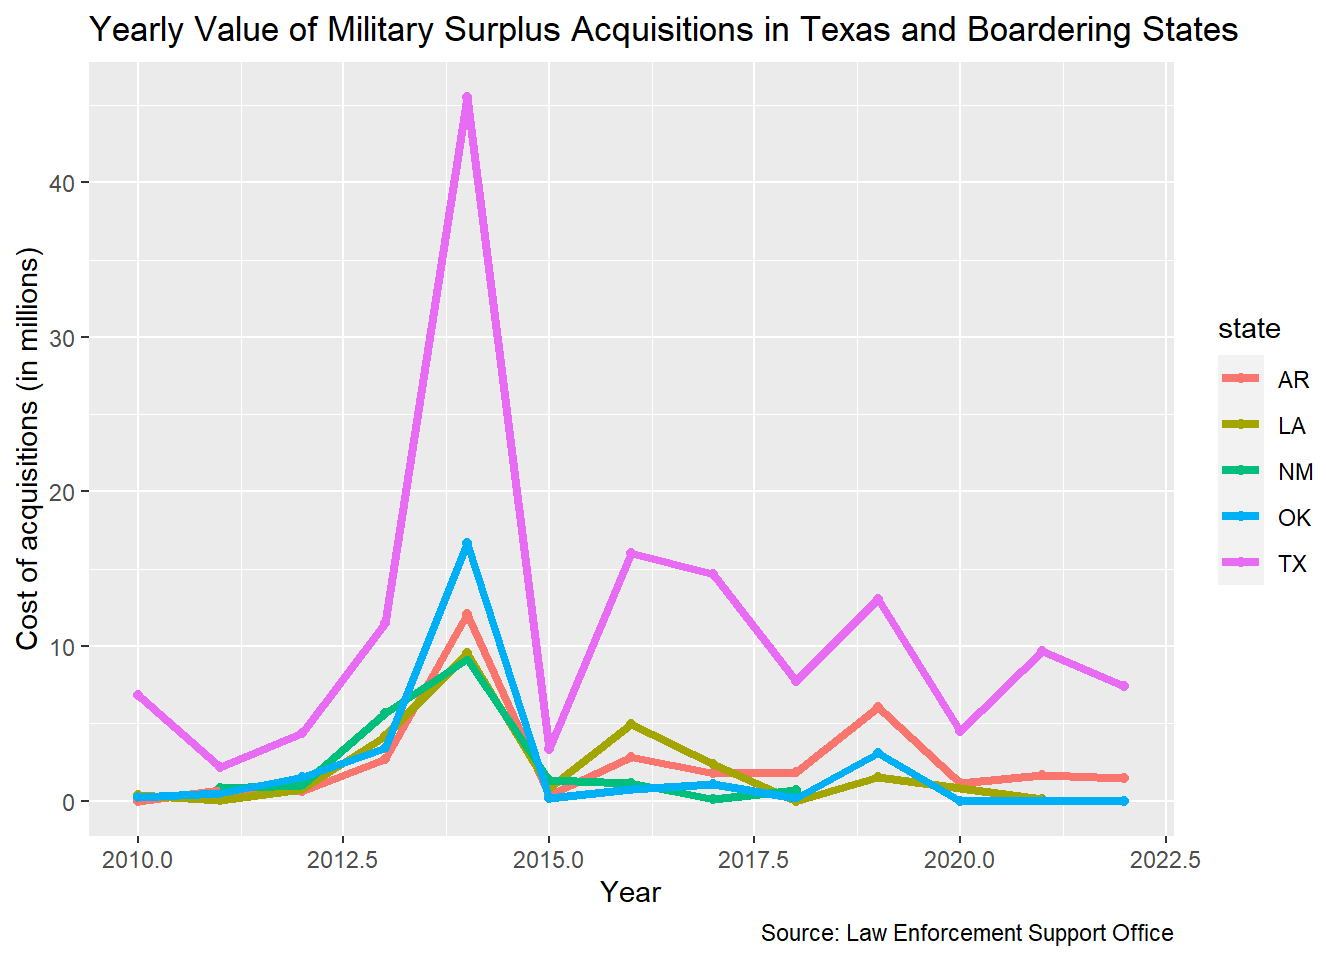 Yearly Value of Military Surplus Acquisitions in Texas and Boardering States
Cost of acquisitions (in millions)
40
30
20
10
0
2010.0
2012.5
2015.0
2017.5
2020.0
2022.5
Year
state
AR
LA
NM
OK
TX
Source: Law Enforcement Support Office